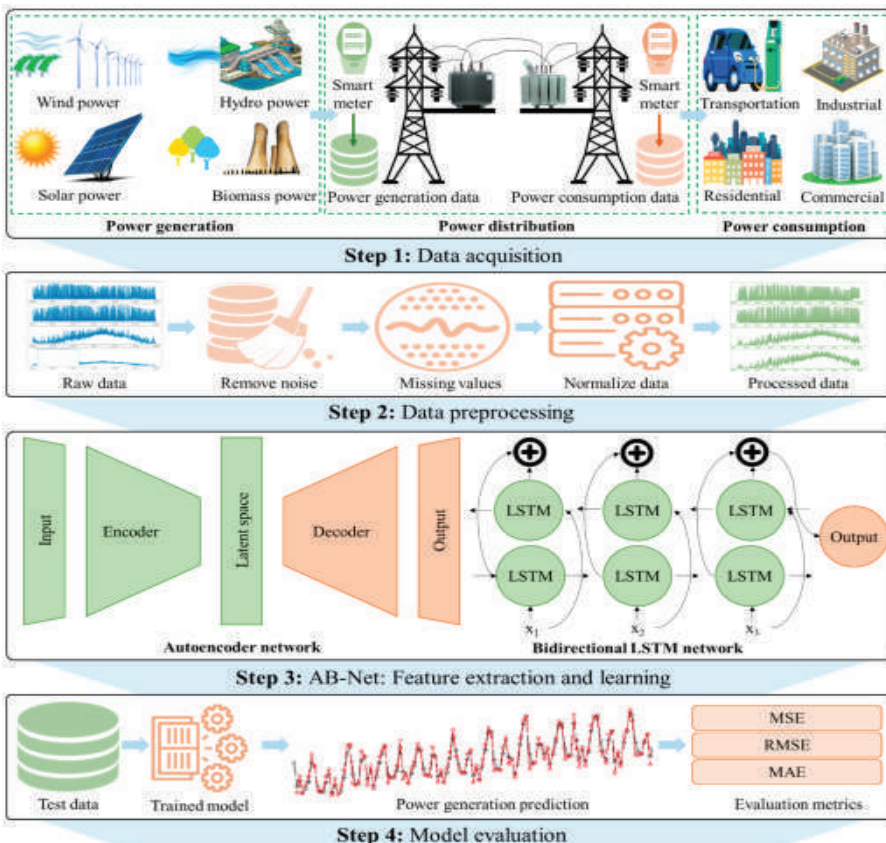 Wind power
Hydro power
Solar power
Biomass power
Power generation
Smart
meter
Power generation data
Smart
meter
Power consumption data
Power distribution
Transportation
Industrial
Residential
Commercial
Power consumption
Step 1: Data acquisition
Raw data
Remove noise
Missing values
Normalize data
Processed data
Step 2: Data preprocessing
Input
Encoder
Latent space
Decoder
Output
Autoencoder network
LSTM
LSTM
LSTM
LSTM
LSTM
LSTM
x1
x2
x3
Output
Bidirectional LSTM network
Step 3: AB-Net: Feature extraction and learning
Test data
Trained model
Power generation prediction
MSE
RMSE
MAE
Evaluation metrics
Step 4: Model evaluation